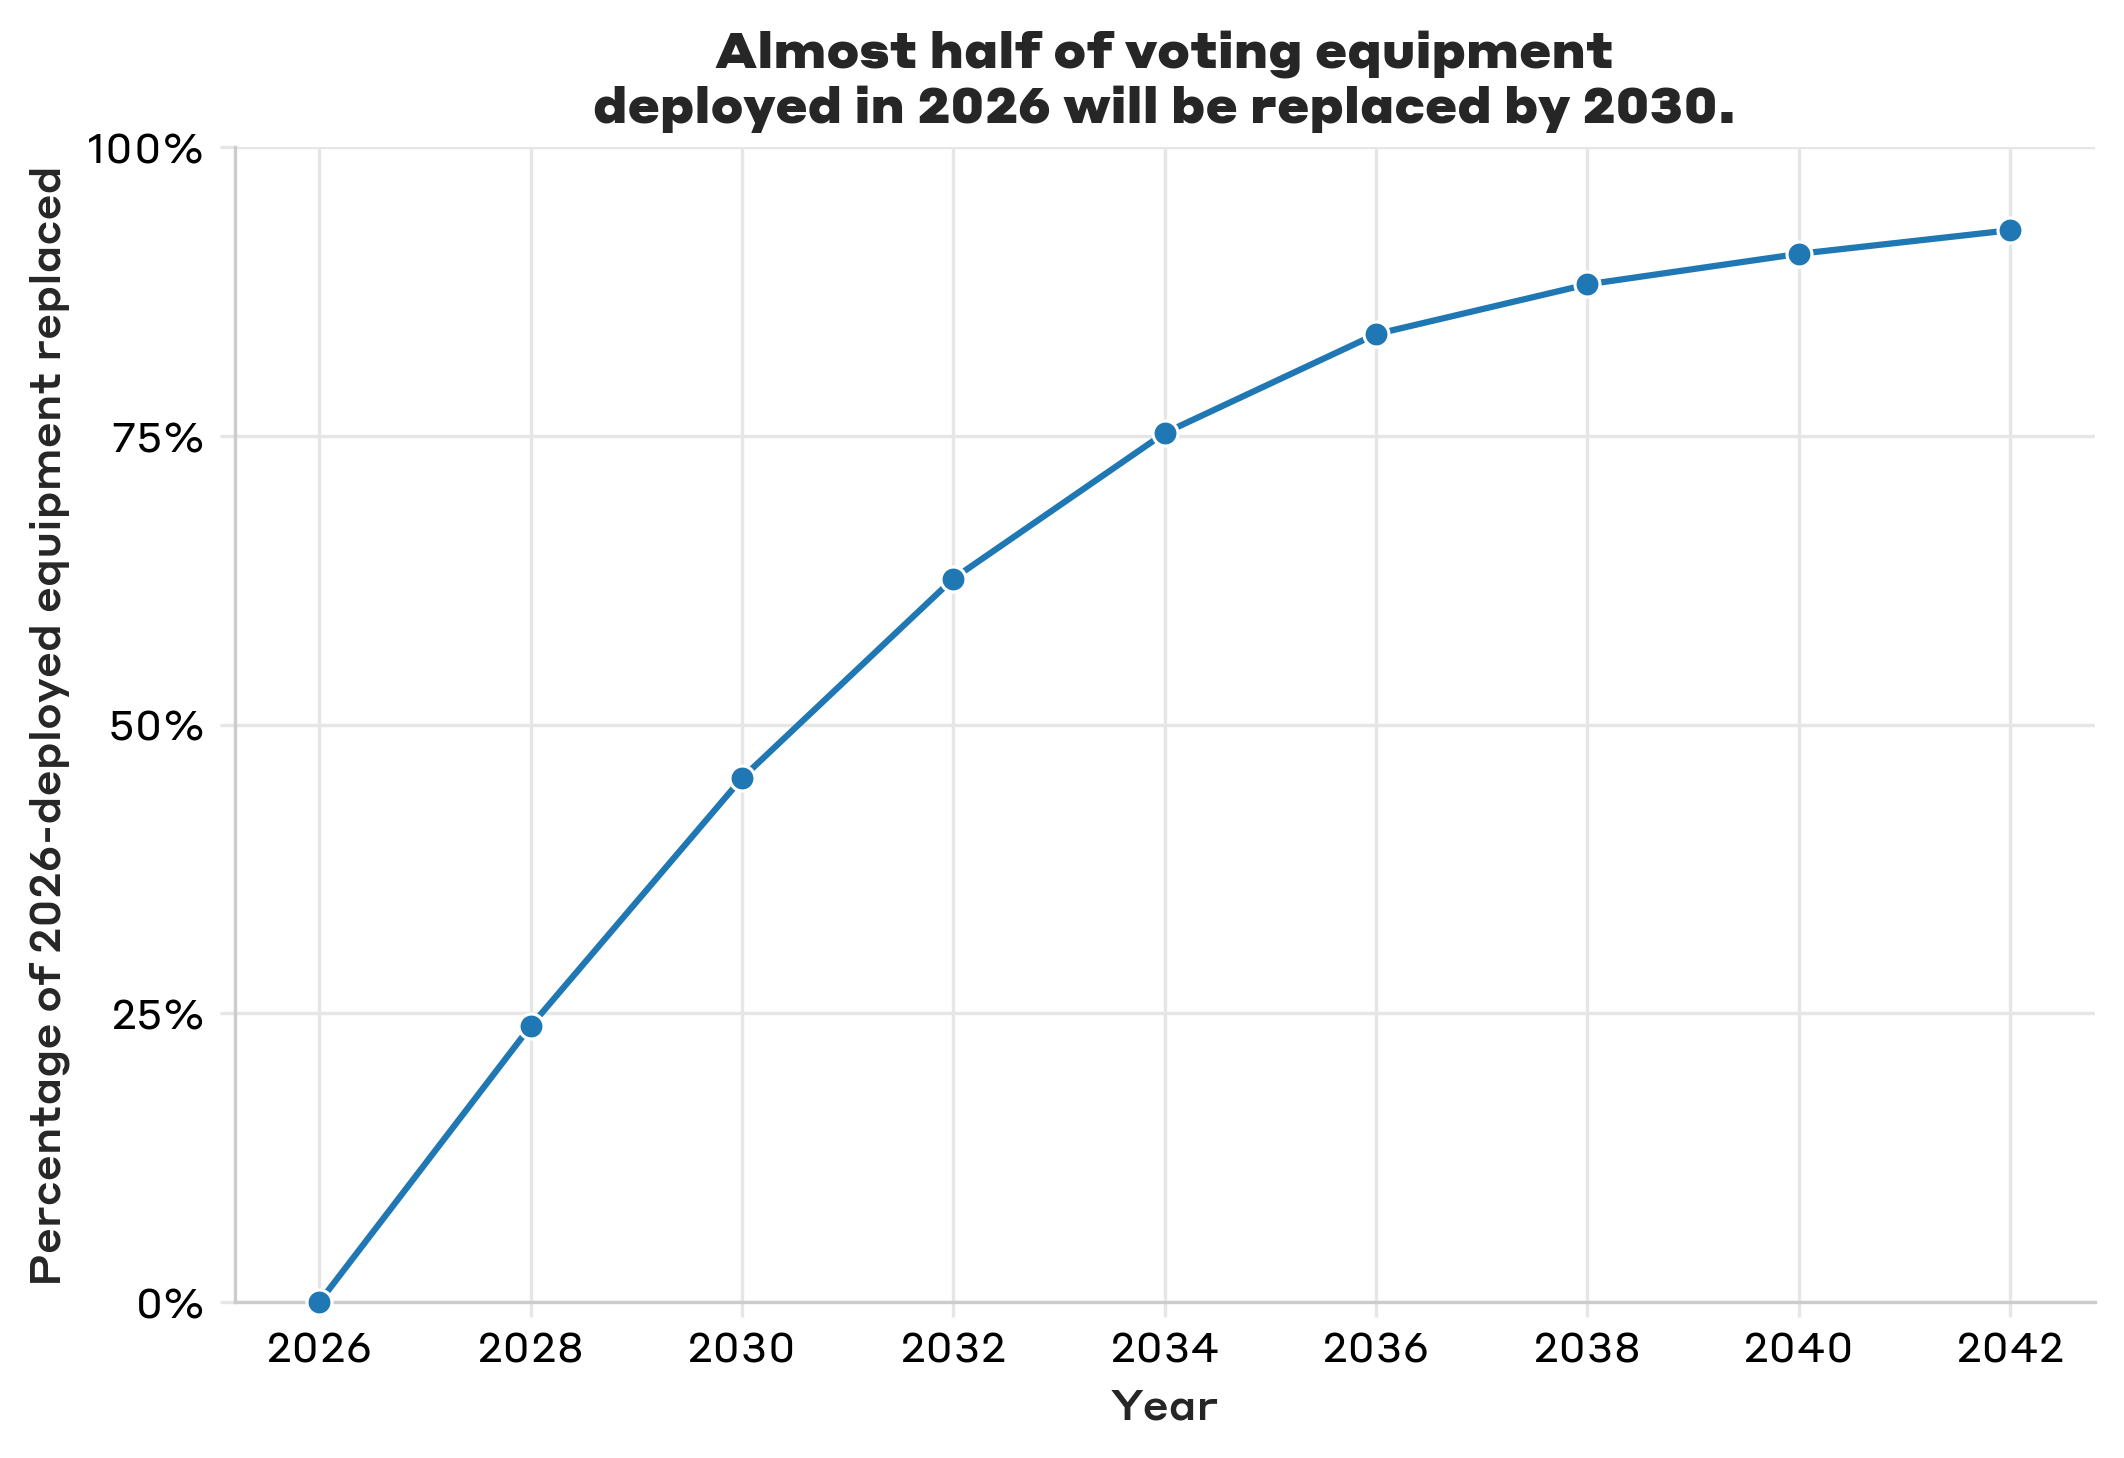 Almost half of voting equipment
deployed in 2026 will be replaced by 2030.
Percentage of 2026-deployed equipment replaced
100%
75%
50%
25%
0%
2026 2028 2030 2032 2034 2036 2038 2040 2042
Year